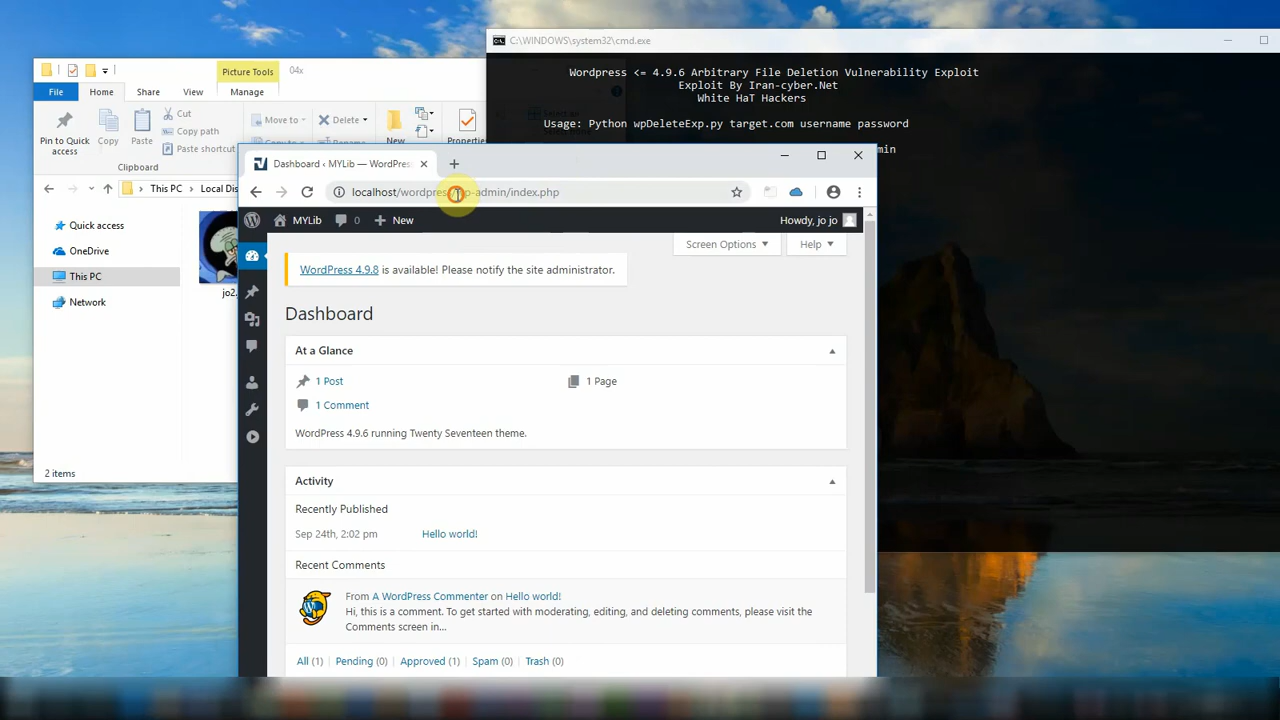 Picture Tools
04x
File
Home
Share
View
Manage
Pin to Quick
access
Copy
Paste
Cut
Copy path
Paste shortcut
Move to
Delete
New
Properties
This PC
Quick access
OneDrive
This PC
Network
2 items
C:\WINDOWS\system32\cmd.exe
Wordpress <= 4.9.6 Arbitrary File Deletion Vulnerability Exploit
Exploit By Iran-cyber.Net
White HaT Hackers
Usage: Python wpDeleteExp.py target.com username password
Dashboard ‹ MYLib — WordPres
localhost/wordpress/wp-admin/index.php
MYLib
0
New
Howdy, jo jo
Screen Options
Help
WordPress 4.9.8 is available! Please notify the site administrator.
Dashboard
At a Glance
1 Post
1 Page
1 Comment
WordPress 4.9.6 running Twenty Seventeen theme.
Activity
Recently Published
Sep 24th, 2:02 pm
Hello world!
Recent Comments
From A WordPress Commenter on Hello world!
Hi, this is a comment. To get started with moderating, editing, and deleting comments, please visit the
Comments screen in...
All (1)
Pending (0)
Approved (1)
Spam (0)
Trash (0)